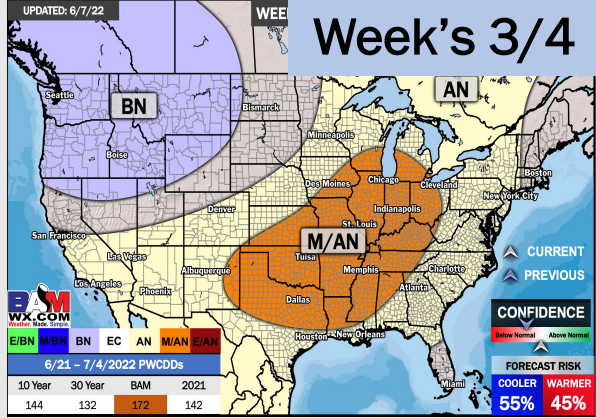 UPDATED: 6/7/22
WEE
Week's 3/4
Seattle
BN
Bismarck
AN
Minneapolis
Boise
Boston
Des Moines
Chicago
Cleveland
New York City
Denver
Indianapolis
San Francisco
St. Louis
M/AN
Las Vegas
Tulsa
Albuquerque
Memphis
Charlotte
CURRENT
PREVIOUS
Los Angeles
Phoenix
Atlanta
Dallas
BAM
WX.COM
Weather. Made. Simple.
Houston
New Orleans
CONFIDENCE
Below Normal
Above Normal
E/BN M/BN BN EC AN M/AN E/AN
Miami
6/21 – 7/4/2022 PWCDDs
10 Year 30 Year BAM 2021
144 132 172 142
FORECAST RISK
COOLER WARMER
55% 45%